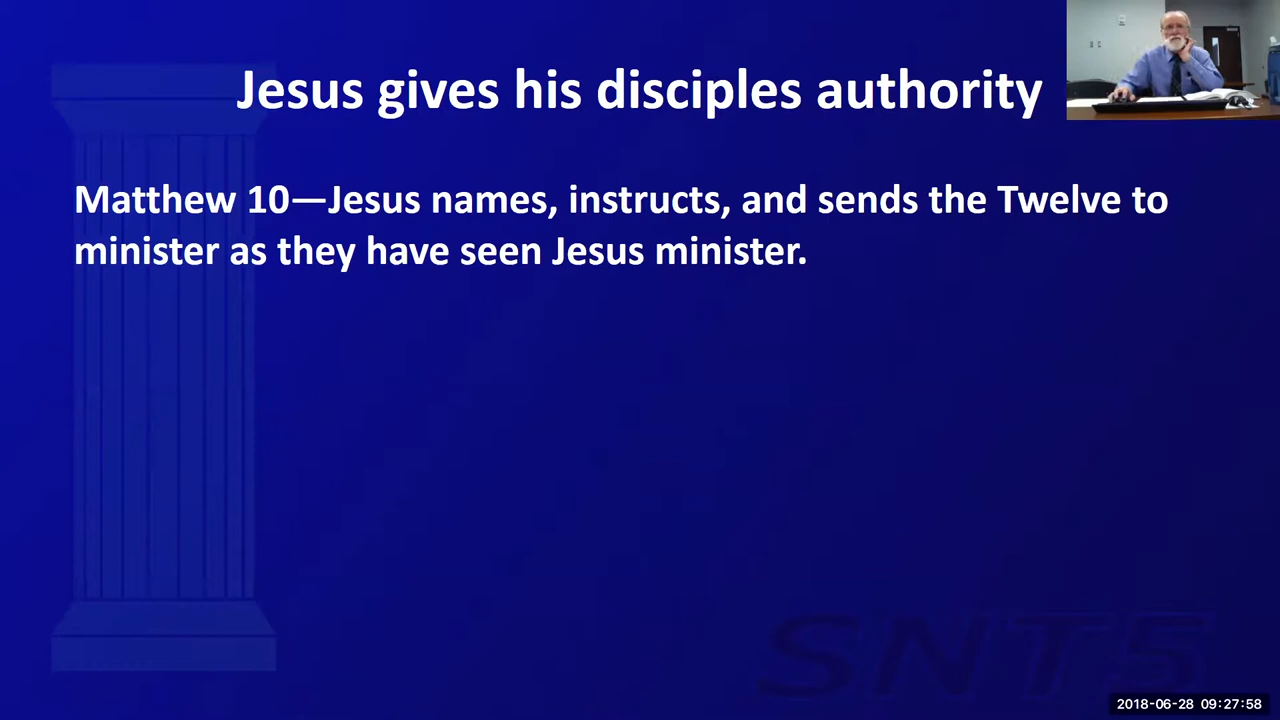 Jesus gives his disciples authority
Matthew 10—Jesus names, instructs, and sends the Twelve to
minister as they have seen Jesus minister.
SNT5
2018-06-28 09:27:58